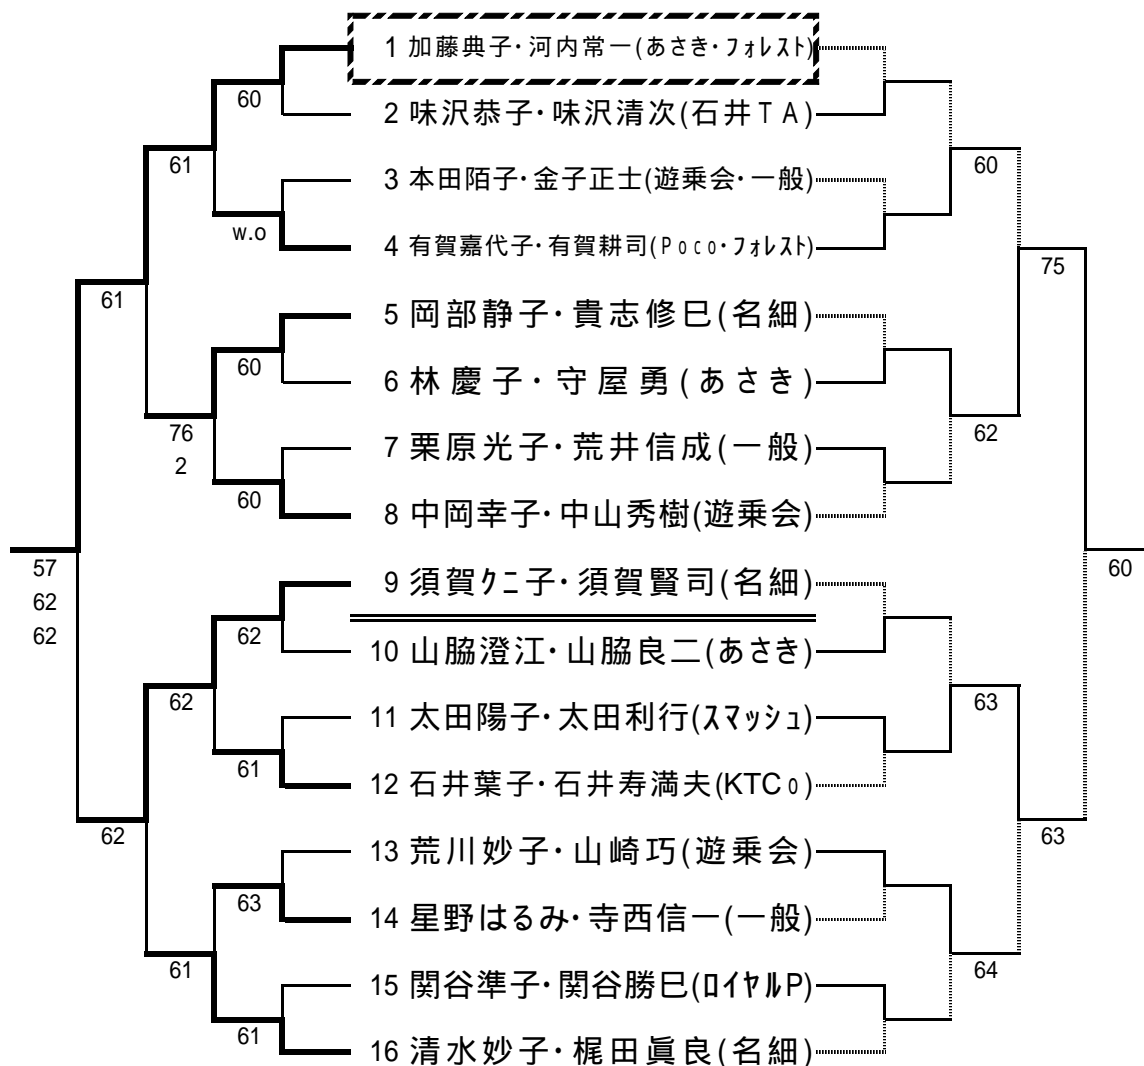 1 加藤典子・河内常一(あさき・フォレスト)
60
2 味沢恭子・味沢清次(石井ＴＡ)
61
60
3 本田陌子・金子正士(遊乗会・一般)
w.o
4 有賀嘉代子・有賀耕司(Ｐｏｃｏ・フォレスト)
61
75
5 岡部静子・貴志修巳(名細)
60
6 林慶子・守屋勇(あさき)
76
2
62
7 栗原光子・荒井信成(一般)
60
8 中岡幸子・中山秀樹(遊乗会)
57
62
62
60
9 須賀クニ子・須賀賢司(名細)
62
10 山脇澄江・山脇良二(あさき)
62
63
11 太田陽子・太田利行(スマッシュ)
61
12 石井葉子・石井寿満夫(KTC０)
62
63
13 荒川妙子・山崎巧(遊乗会)
63
14 星野はるみ・寺西信一(一般)
61
64
15 関谷準子・関谷勝巳(ロイヤルP)
61
16 清水妙子・梶田眞良(名細)